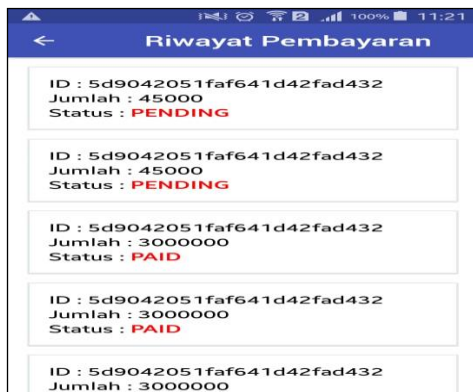 100% 11:21
Riwayat Pembayaran
ID : 5d9042051faf641d42fad432
Jumlah : 45000
Status : PENDING
ID : 5d9042051faf641d42fad432
Jumlah : 45000
Status : PENDING
ID : 5d9042051faf641d42fad432
Jumlah : 3000000
Status : PAID
ID : 5d9042051faf641d42fad432
Jumlah : 3000000
Status : PAID
ID : 5d9042051faf641d42fad432
Jumlah : 3000000